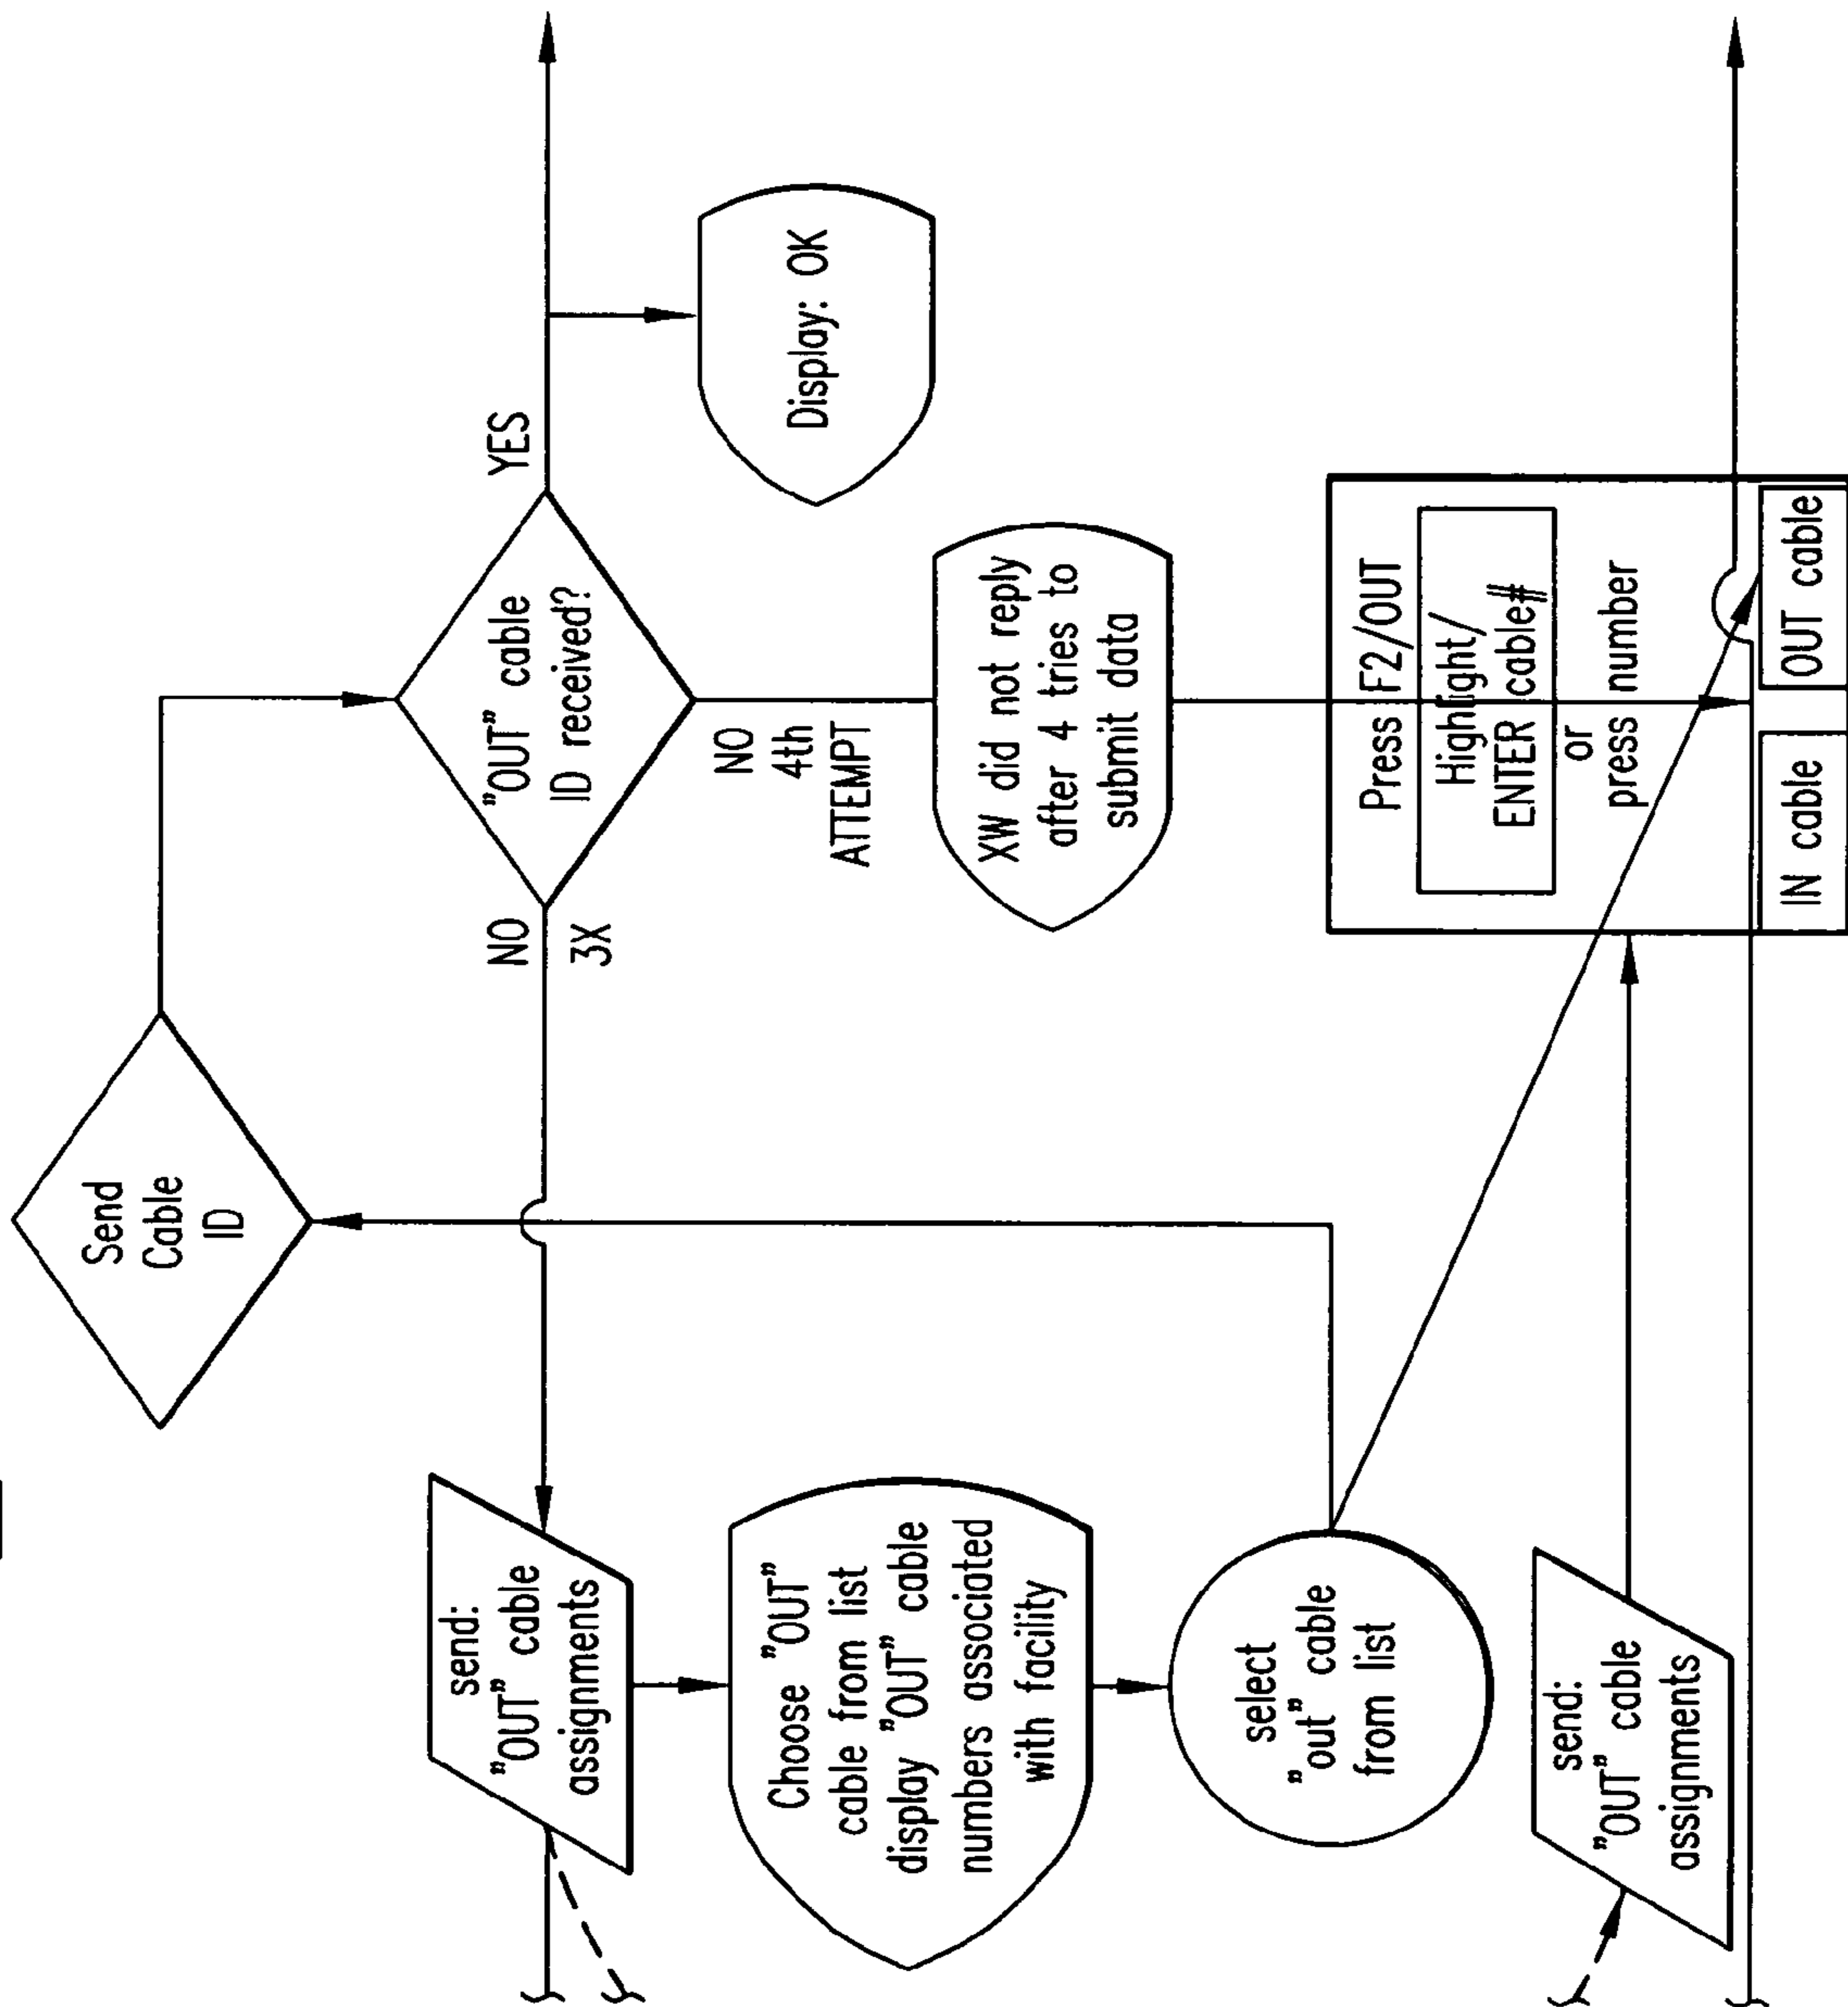 send:
"OUT" cable
assignments
Choose "OUT"
cable from list
display "OUT" cable
numbers associated
with facility
select
"out" cable
from list
send:
"OUT" cable
assignments
Send
Cable
ID
NO
3X
"OUT" cable
ID received?
YES
NO
4th
ATTEMPT
XW did not reply
after 4 tries to
submit data
Press F2/OUT
Highlight/
ENTER cable#
or
press number
IN cable
OUT cable
Display: OK